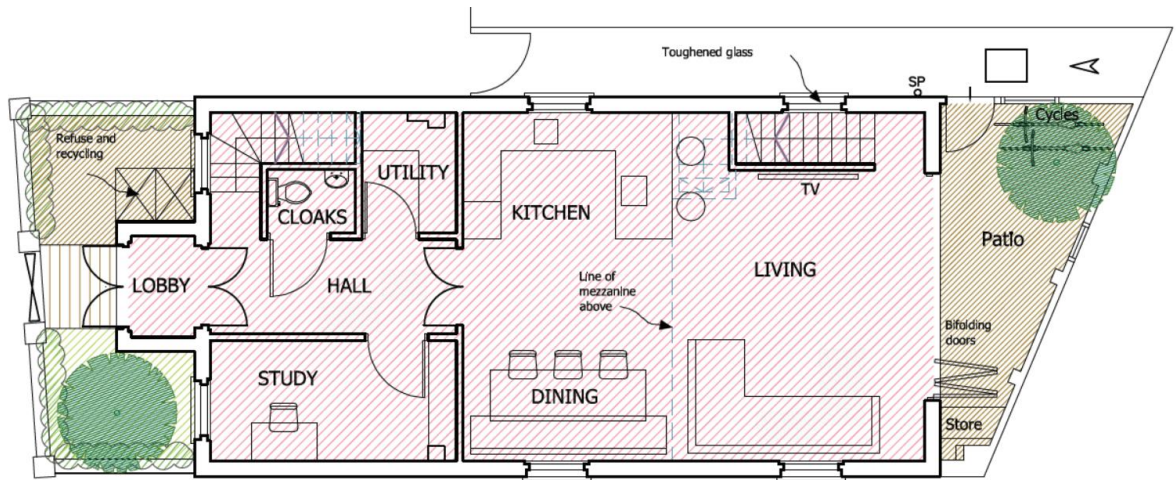 Toughened glass
SP
Cycles
Refuse and
recycling
UTILITY
CLOAKS
KITCHEN
TV
Patio
LOBBY
HALL
LIVING
Line of
mezzanine
above
Bifolding
doors
STUDY
DINING
Store